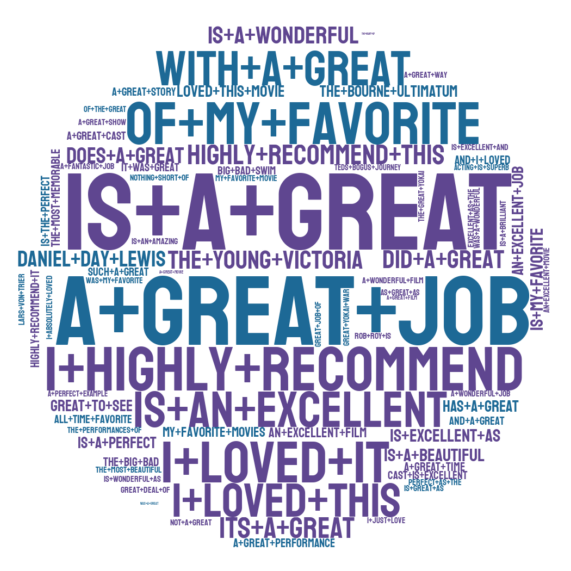 IS+A+WONDERFUL
WITH+A+GREAT
A+GREAT+WAY
A+GREAT+STORY
LOVED+THIS+MOVIE
THE+BOURNE+ULTIMATUM
OF+THE+GREAT
OF+MY+FAVORITE
A+GREAT+SHOW
A+GREAT+CAST
IS+EXCELLENT+AND
DOES+A+GREAT
HIGHLY+RECOMMEND+THIS
AND+I+LOVED
A+FANTASTIC+JOB
IT+WAS+GREAT
BIG+BAD+SWIM
TEDS+BOGUS+JOURNEY
ACTING+IS+SUPERB
NOTHING+SHORT+OF
MY+FAVORITE+MOVIE
IS+THE+PERFECT
THE+MOST+MEMORABLE
IS+A+GREAT
THE+GREAT+YOKAI
EXCELLENT+AS+THE
WAS+A+WONDERFUL
IS+A+BRILLIANT
AN+EXCELLENT+JOB
IS+AN+AMAZING
DANIEL+DAY+LEWIS
THE+YOUNG+VICTORIA
DID+A+GREAT
IS+MY+FAVORITE
AN+EXCELLENT+MOVIE
SUCH+A+GREAT
A+GREAT+MOVIE
WAS+MY+FAVORITE
A+WONDERFUL+FILM
LARS+VON+TRIER
HIGHLY+RECOMMEND+IT
I+ABSOLUTELY+LOVED
A+GREAT+JOB
GREAT+JOB+OF
GREAT+YOKAI+WAR
AS+GREAT+AS
A+GREAT+FILM
ROB+ROY+IS
I+HIGHLY+RECOMMEND
A+PERFECT+EXAMPLE
IS+AN+EXCELLENT
A+WONDERFUL+JOB
GREAT+TO+SEE
HAS+A+GREAT
ALL+TIME+FAVORITE
AND+A+GREAT
THE+PERFORMANCES+OF
MY+FAVORITE+MOVIES
AN+EXCELLENT+FILM
IS+EXCELLENT+AS
IS+A+PERFECT
I+LOVED+IT
IS+A+BEAUTIFUL
THE+BIG+BAD
A+GREAT+TIME
THE+MOST+BEAUTIFUL
CAST+IS+EXCELLENT
IS+WONDERFUL+AS
PERFECT+AS+THE
GREAT+DEAL+OF
I+LOVED+THIS
IS+GREAT+AS
NOT+A+GREAT
ITS+A+GREAT
I+JUST+LOVE
A+GREAT+PERFORMANCE